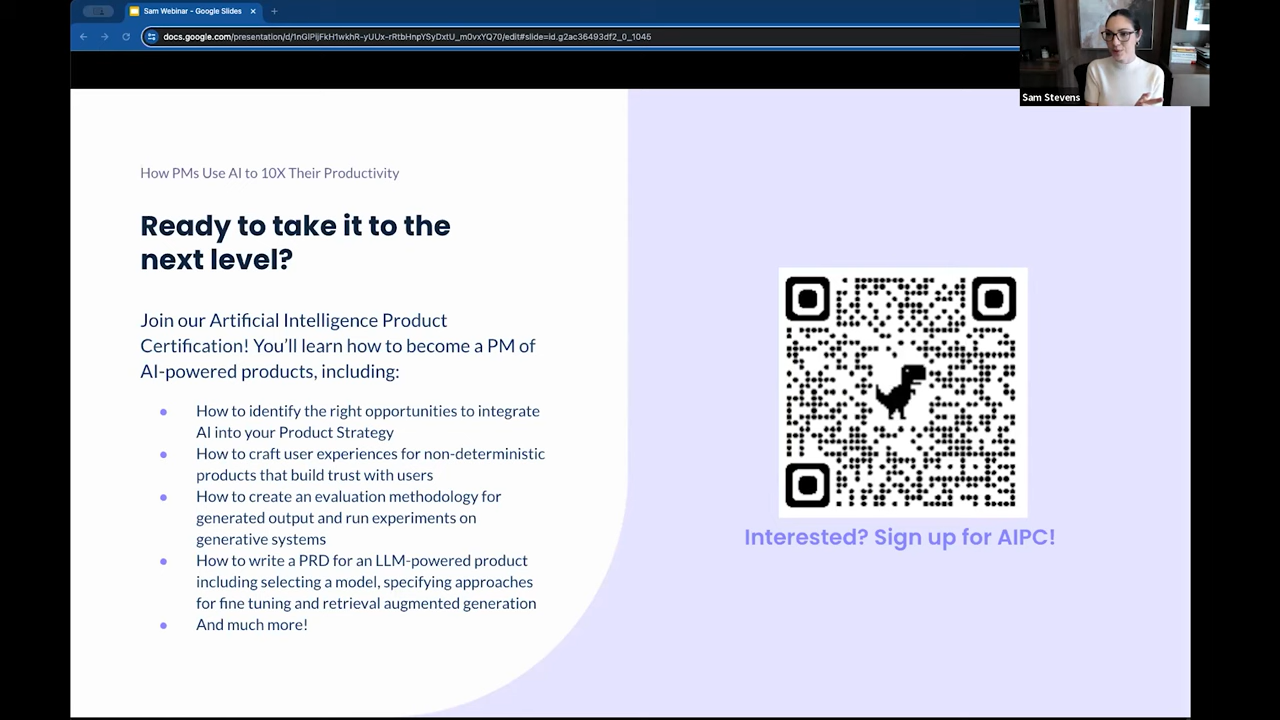 Sam Webinar - Google Slides
docs.google.com/presentation/d/1nGlPljFkH1wkhR-yUUx-rRtbHnpYSyDxtU_m0vxYQ70/edit#slide=id.g2ac36493df2_0_1045
Sam Stevens
How PMs Use AI to 10X Their Productivity
Ready to take it to the
next level?
Join our Artificial Intelligence Product
Certification! You’ll learn how to become a PM of
AI-powered products, including:
How to identify the right opportunities to integrate
AI into your Product Strategy
How to craft user experiences for non-deterministic
products that build trust with users
How to create an evaluation methodology for
generated output and run experiments on
generative systems
How to write a PRD for an LLM-powered product
including selecting a model, specifying approaches
for fine tuning and retrieval augmented generation
And much more!
Interested? Sign up for AIPC!